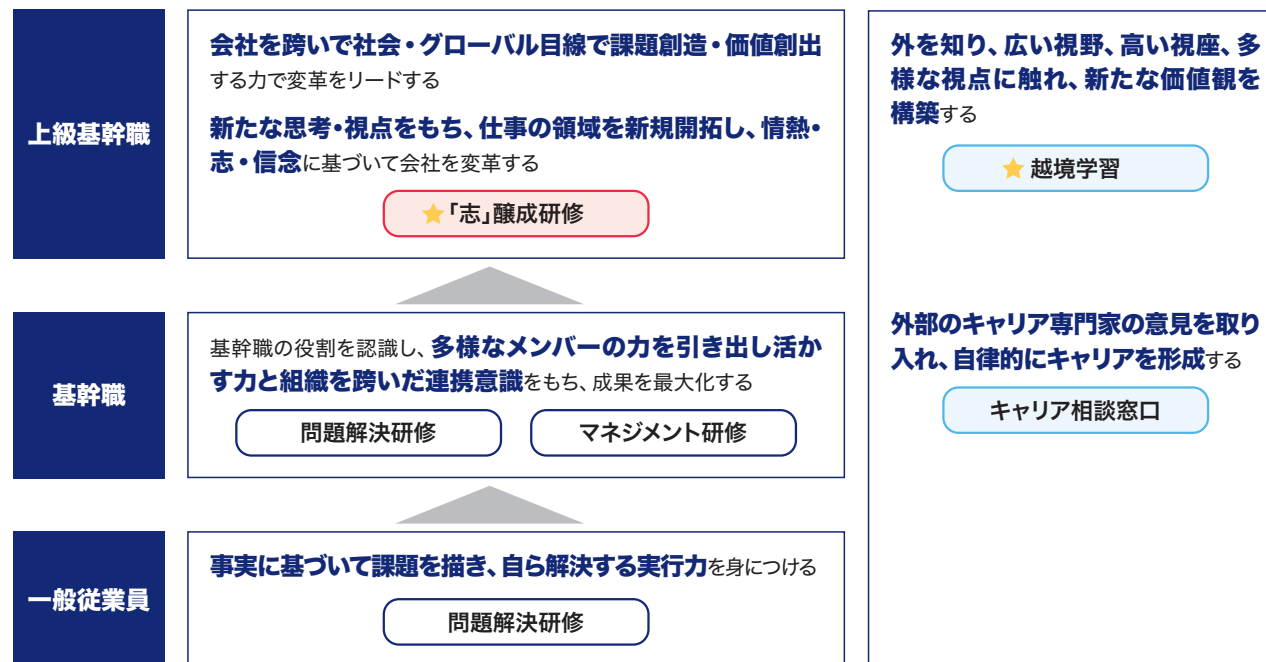 上級基幹職
会社を跨いで社会・グローバル目線で課題創造・価値創出
する力で変革をリードする
新たな思考・視点をもち、仕事の領域を新規開拓し、情熱・
志・信念に基づいて会社を変革する
「志」醸成研修
基幹職
基幹職の役割を認識し、多様なメンバーの力を引き出し活か
す力と組織を跨いだ連携意識をもち、成果を最大化する
問題解決研修
マネジメント研修
一般従業員
事実に基づいて課題を描き、自ら解決する実行力を身につける
問題解決研修
外を知り、広い視野、高い視座、多
様な視点に触れ、新たな価値観を
構築する
越境学習
外部のキャリア専門家の意見を取り
入れ、自律的にキャリアを形成する
キャリア相談窓口